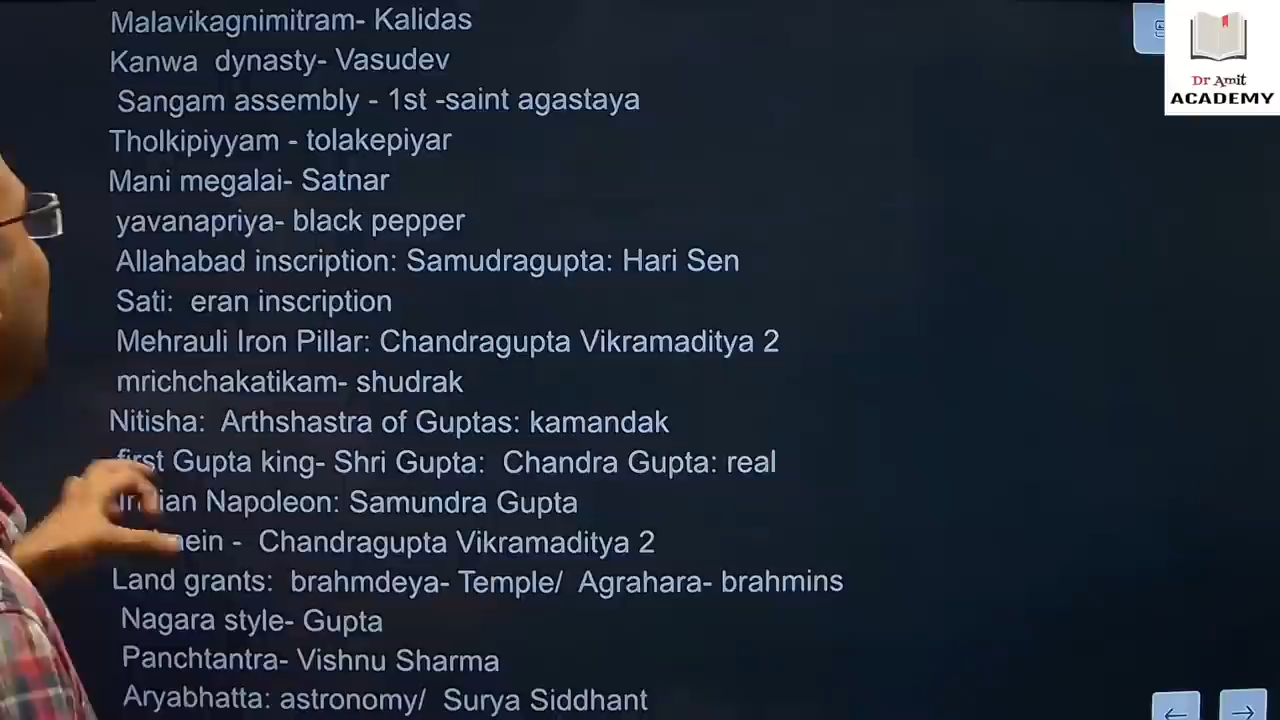 Malavikagnimitram- Kalidas
Kanwa dynasty- Vasudev
Sangam assembly - 1st -saint agastaya
Tholkipiyyam - tolakepiyar
Mani megalai- Satnar
yavanapriya- black pepper
Allahabad inscription: Samudragupta: Hari Sen
Sati: eran inscription
Mehrauli Iron Pillar: Chandragupta Vikramaditya 2
mrichchakatikam- shudrak
Nitisha: Arthshastra of Guptas: kamandak
first Gupta king- Shri Gupta: Chandra Gupta: real
Indian Napoleon: Samundra Gupta
- Chandragupta Vikramaditya 2
Land grants: brahmdeya- Temple/ Agrahara- brahmins
Nagara style- Gupta
Panchtantra- Vishnu Sharma
Aryabhatta: astronomy/ Surya Siddhant
Dr Amit
ACADEMY